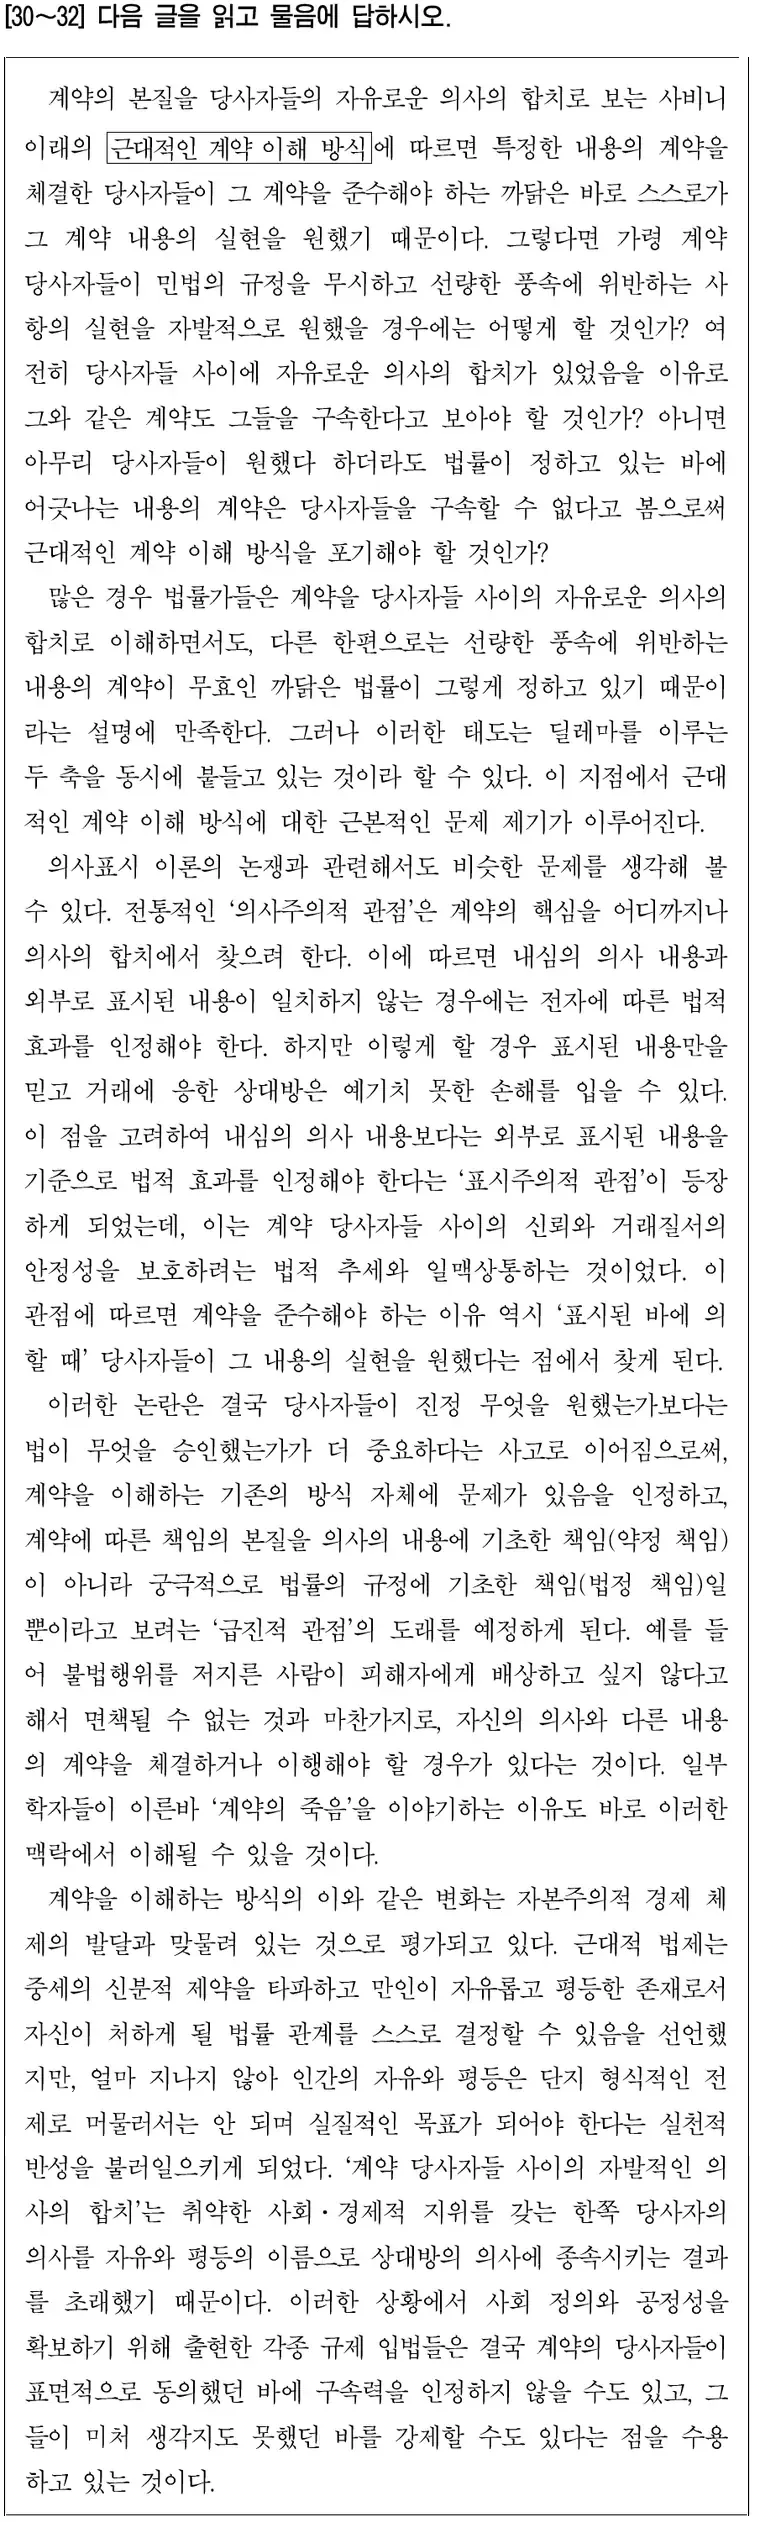 [30～32] 다음 글을 읽고 물음에 답하시오.
계약의 본질을 당사자들의 자유로운 의사의 합치로 보는 사비니
이래의 근대적인 계약 이해 방식에 따르면 특정한 내용의 계약을
체결한 당사자들이 그 계약을 준수해야 하는 까닭은 바로 스스로가
그 계약 내용의 실현을 원했기 때문이다. 그렇다면 가령 계약
당사자들이 민법의 규정을 무시하고 선량한 풍속에 위반하는 사
항의 실현을 자발적으로 원했을 경우에는 어떻게 할 것인가? 여
전히 당사자들 사이에 자유로운 의사의 합치가 있었음을 이유로
그와 같은 계약도 그들을 구속한다고 보아야 할 것인가? 아니면
아무리 당사자들이 원했다 하더라도 법률이 정하고 있는 바에
어긋나는 내용의 계약은 당사자들을 구속할 수 없다고 봄으로써
근대적인 계약 이해 방식을 포기해야 할 것인가?
많은 경우 법률가들은 계약을 당사자들 사이의 자유로운 의사의
합치로 이해하면서도, 다른 한편으로는 선량한 풍속에 위반하는
내용의 계약이 무효인 까닭은 법률이 그렇게 정하고 있기 때문이
라는 설명에 만족한다. 그러나 이러한 태도는 딜레마를 이루는
두 축을 동시에 붙들고 있는 것이라 할 수 있다. 이 지점에서 근대
적인 계약 이해 방식에 대한 근본적인 문제 제기가 이루어진다.
의사표시 이론의 논쟁과 관련해서도 비슷한 문제를 생각해 볼
수 있다. 전통적인 ‘의사주의적 관점’은 계약의 핵심을 어디까지나
의사의 합치에서 찾으려 한다. 이에 따르면 내심의 의사 내용과
외부로 표시된 내용이 일치하지 않는 경우에는 전자에 따른 법적
효과를 인정해야 한다. 하지만 이렇게 할 경우 표시된 내용만을
믿고 거래에 응한 상대방은 예기치 못한 손해를 입을 수 있다.
이 점을 고려하여 내심의 의사 내용보다는 외부로 표시된 내용을
기준으로 법적 효과를 인정해야 한다는 ‘표시주의적 관점’이 등장
하게 되었는데, 이는 계약 당사자들 사이의 신뢰와 거래질서의
안정성을 보호하려는 법적 추세와 일맥상통하는 것이었다. 이
관점에 따르면 계약을 준수해야 하는 이유 역시 ‘표시된 바에 의
할 때’ 당사자들이 그 내용의 실현을 원했다는 점에서 찾게 된다.
이러한 논란은 결국 당사자들이 진정 무엇을 원했는가보다는
법이 무엇을 승인했는가가 더 중요하다는 사고로 이어짐으로써,
계약을 이해하는 기존의 방식 자체에 문제가 있음을 인정하고,
계약에 따른 책임의 본질을 의사의 내용에 기초한 책임(약정 책임)
이 아니라 궁극적으로 법률의 규정에 기초한 책임(법정 책임)일
뿐이라고 보려는 ‘급진적 관점’의 도래를 예정하게 된다. 예를 들
어 불법행위를 저지른 사람이 피해자에게 배상하고 싶지 않다고
해서 면책될 수 없는 것과 마찬가지로, 자신의 의사와 다른 내용
의 계약을 체결하거나 이행해야 할 경우가 있다는 것이다. 일부
학자들이 이른바 ‘계약의 죽음’을 이야기하는 이유도 바로 이러한
맥락에서 이해될 수 있을 것이다.
계약을 이해하는 방식의 이와 같은 변화는 자본주의적 경제 체
제의 발달과 맞물려 있는 것으로 평가되고 있다. 근대적 법제는
중세의 신분적 제약을 타파하고 만인이 자유롭고 평등한 존재로서
자신이 처하게 될 법률 관계를 스스로 결정할 수 있음을 선언했
지만, 얼마 지나지 않아 인간의 자유와 평등은 단지 형식적인 전
제로 머물러서는 안 되며 실질적인 목표가 되어야 한다는 실천적
반성을 불러일으키게 되었다. ‘계약 당사자들 사이의 자발적인 의
사의 합치’는 취약한 사회·경제적 지위를 갖는 한쪽 당사자의
의사를 자유와 평등의 이름으로 상대방의 의사에 종속시키는 결과
를 초래했기 때문이다. 이러한 상황에서 사회 정의와 공정성을
확보하기 위해 출현한 각종 규제 입법들은 결국 계약의 당사자들이
표면적으로 동의했던 바에 구속력을 인정하지 않을 수도 있고, 그
들이 미처 생각지도 못했던 바를 강제할 수도 있다는 점을 수용
하고 있는 것이다.